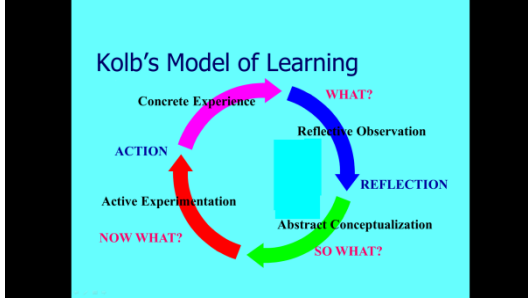 Kolb's Model of Learning
Concrete Experience
WHAT?
Reflective Observation
ACTION
REFLECTION
Active Experimentation
Abstract Conceptualization
NOW WHAT?
SO WHAT?